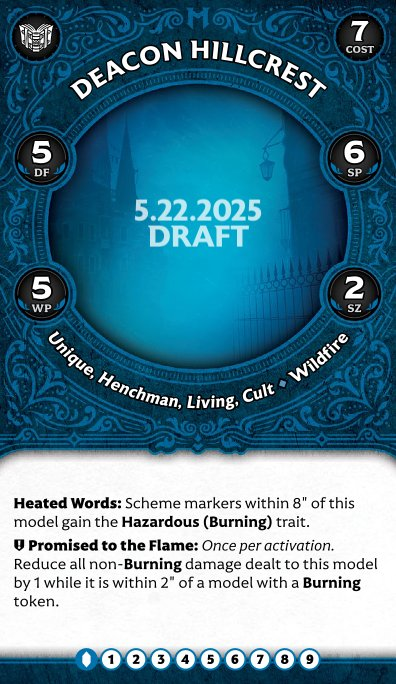 7
COST
DEACON HILLCREST
5
DF
6
SP
5.22.2025
DRAFT
5
WP
2
SZ
Unique, Henchman, Living, Cult ◆ Wildfire
Heated Words: Scheme markers within 8" of this
model gain the Hazardous (Burning) trait.
Promised to the Flame: Once per activation.
Reduce all non-Burning damage dealt to this model
by 1 while it is within 2" of a model with a Burning
token.
1 2 3 4 5 6 7 8 9